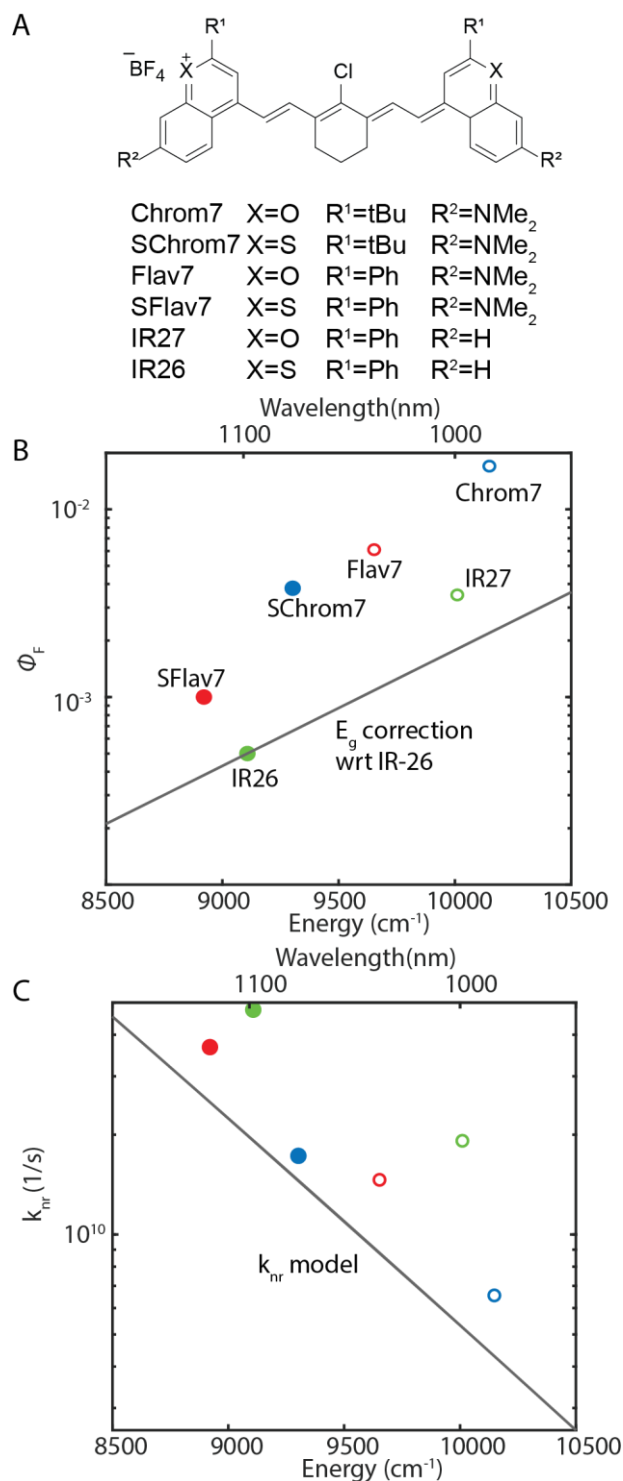 A
R¹ R¹
⁻BF₄ X⁺ Cl X
R² R²
Chrom7 X=O R¹=tBu R²=NMe₂
SChrom7 X=S R¹=tBu R²=NMe₂
Flav7 X=O R¹=Ph R²=NMe₂
SFlav7 X=S R¹=Ph R²=NMe₂
IR27 X=O R¹=Ph R²=H
IR26 X=S R¹=Ph R²=H
Wavelength(nm)
B 1100 1000
10⁻²
Chrom7
Flav7
IR27
SChrom7
Φ_F
SFlav7
10⁻³
E_g correction
wrt IR-26
IR26
8500 9000 9500 10000 10500
Energy (cm⁻¹)
Wavelength(nm)
C 1100 1000
k_nr (1/s)
10¹⁰
k_nr model
8500 9000 9500 10000 10500
Energy (cm⁻¹)